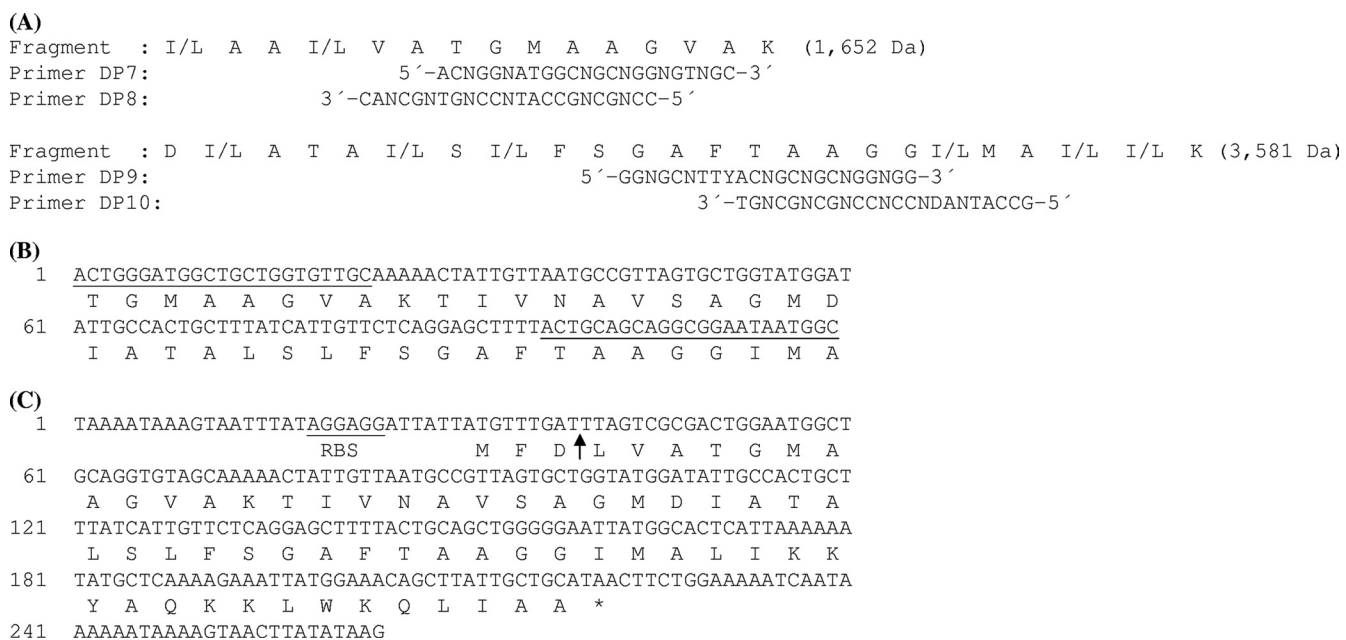 (A)
Fragment : I/L A A I/L V A T G M A A G V A K (1,652 Da)
Primer DP7: 5´-ACNGGNATGGCNGCNGGNGTNGC-3´
Primer DP8: 3´-CANCGNTGNCCNTACCGNCGNCC-5´
Fragment : D I/L A T A I/L S I/L F S G A F T A A G G I/L M A I/L I/L K (3,581 Da)
Primer DP9: 5´-GGNGCNTTYACNGCNGCNGGNGG-3´
Primer DP10: 3´-TGNCGNCGNCCNCCNDANTACCG-5´
(B)
1 ACTGGGATGGCTGCTGGTGTTGCAAAAACTATTGTTAATGCCGTTAGTGCTGGTATGGAT
T G M A A G V A K T I V N A V S A G M D
61 ATTGCCACTGCTTTATCATTGTTCTCAGGAGCTTTTACTGCAGCAGGCGGAATAATGGC
I A T A L S L F S G A F T A A G G I M A
(C)
1 TAAAATAAAGTAATTTATAGGAGGATTATTATGTTTGATTTAGTCGCGACTGGAATGGCT
RBS M F D L V A T G M A
61 GCAGGTGTAGCAAAAACTATTGTTAATGCCGTTAGTGCTGGTATGGATATTGCCACTGCT
A G V A K T I V N A V S A G M D I A T A
121 TTATCATTGTTCTCAGGAGCTTTTACTGCAGCTGGGGGAATTATGGCACTCATTAAAAAA
L S L F S G A F T A A G G I M A L I K K
181 TATGCTCAAAAGAAATTATGGAAACAGCTTATTGCTGCATAACTTCTGGAAAAATCAATA
Y A Q K K L W K Q L I A A *
241 AAAAATAAAAGTAACTTATATAAG